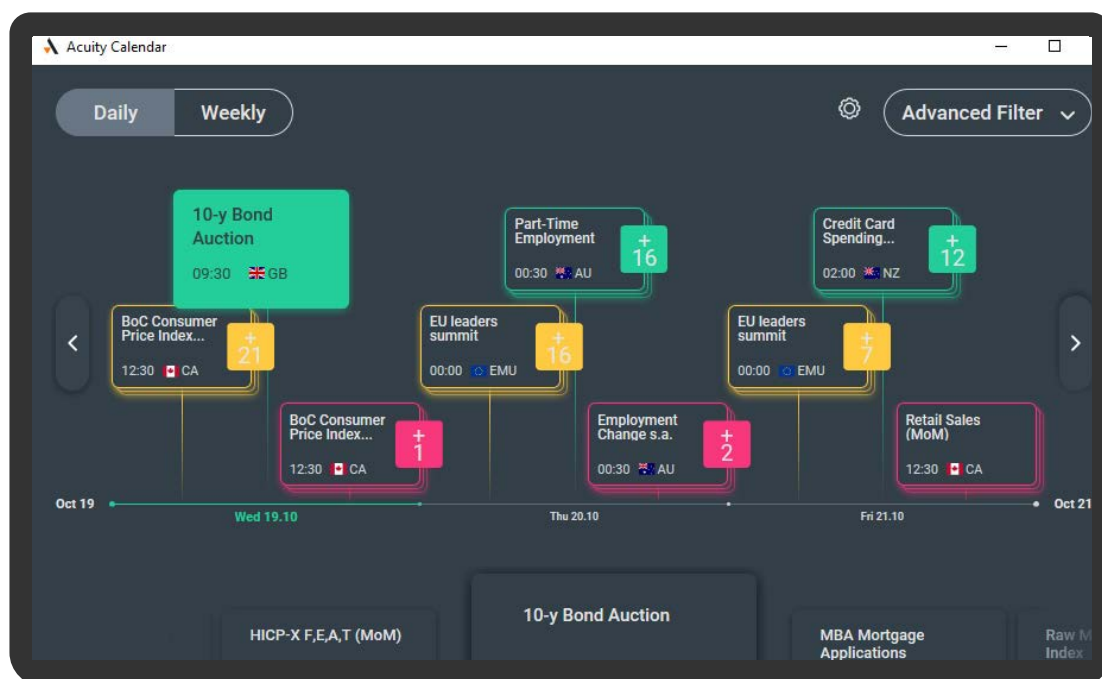 Acuity Calendar
Daily
Weekly
Advanced Filter
10-y Bond
Auction
09:30 GB
Part-Time
Employment
00:30 AU
+
16
Credit Card
Spending...
02:00 NZ
+
12
BoC Consumer
Price Index...
12:30 CA
+
21
EU leaders
summit
00:00 EMU
+
16
EU leaders
summit
00:00 EMU
+
7
BoC Consumer
Price Index...
12:30 CA
+
1
Employment
Change s.a.
00:30 AU
+
2
Retail Sales
(MoM)
12:30 CA
Oct 19
Wed 19.10
Thu 20.10
Fri 21.10
Oct 21
HICP-X F,E,A,T (MoM)
10-y Bond Auction
MBA Mortgage
Applications
Raw M
Index